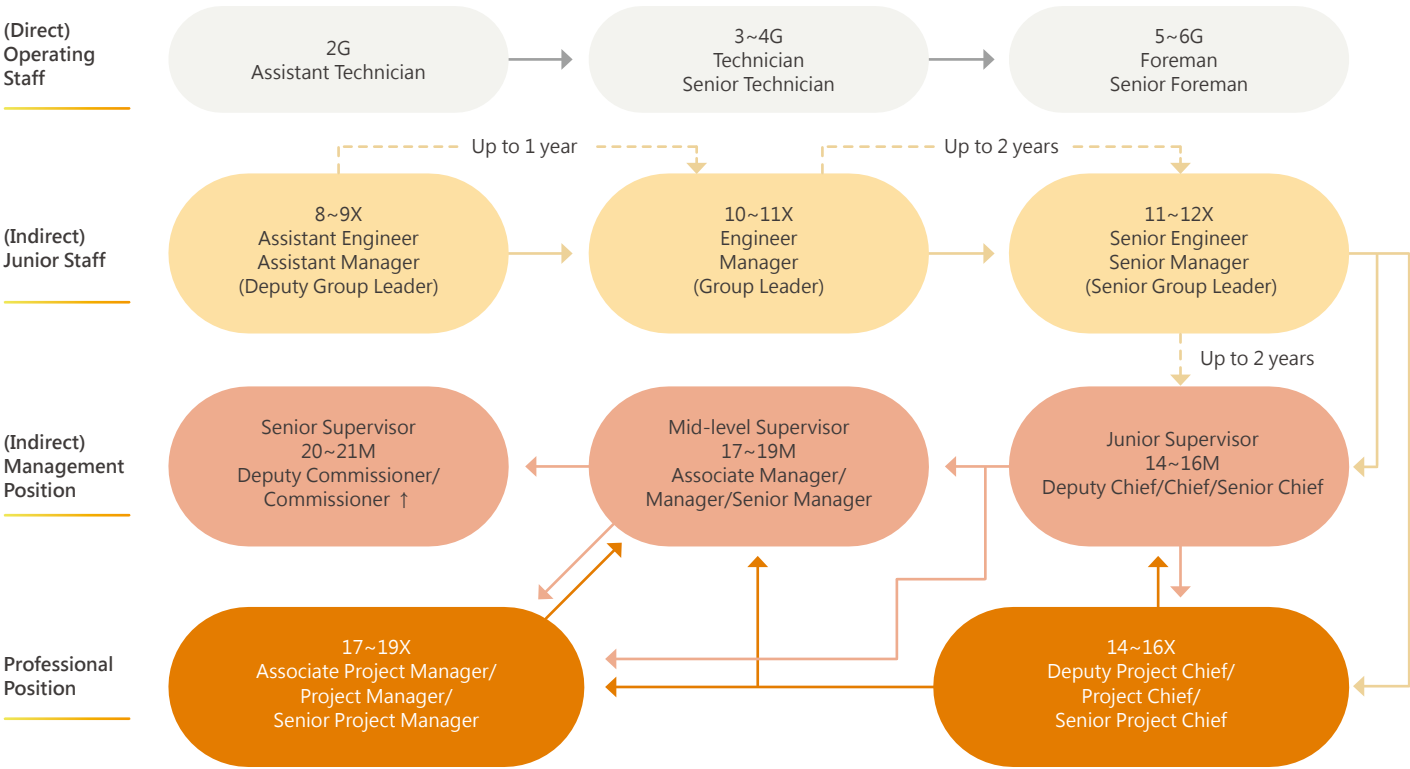 (Direct)
Operating
Staff
2G
Assistant Technician
3~4G
Technician
Senior Technician
5~6G
Foreman
Senior Foreman
Up to 1 year
Up to 2 years
(Indirect)
Junior Staff
8~9X
Assistant Engineer
Assistant Manager
(Deputy Group Leader)
10~11X
Engineer
Manager
(Group Leader)
11~12X
Senior Engineer
Senior Manager
(Senior Group Leader)
Up to 2 years
(Indirect)
Management
Position
Senior Supervisor
20~21M
Deputy Commissioner/
Commissioner ↑
Mid-level Supervisor
17~19M
Associate Manager/
Manager/Senior Manager
Junior Supervisor
14~16M
Deputy Chief/Chief/Senior Chief
Professional
Position
17~19X
Associate Project Manager/
Project Manager/
Senior Project Manager
14~16X
Deputy Project Chief/
Project Chief/
Senior Project Chief